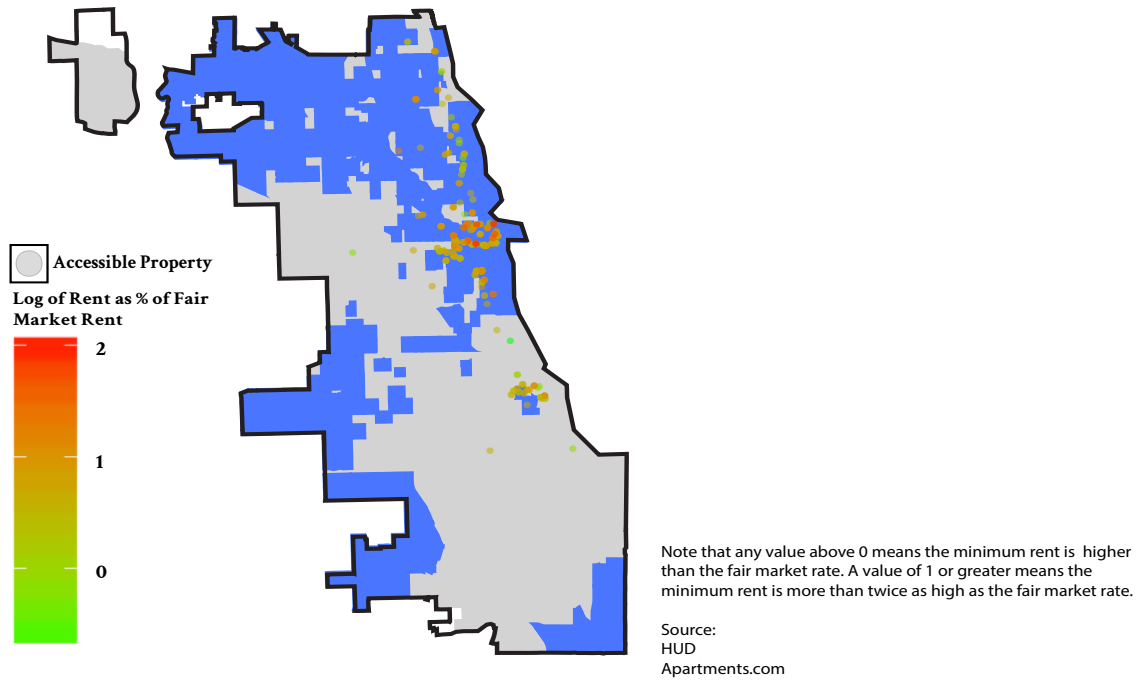 Accessible Property
Log of Rent as % of Fair
Market Rent
2
1
0
Note that any value above 0 means the minimum rent is higher
than the fair market rate. A value of 1 or greater means the
minimum rent is more than twice as high as the fair market rate.
Source:
HUD
Apartments.com